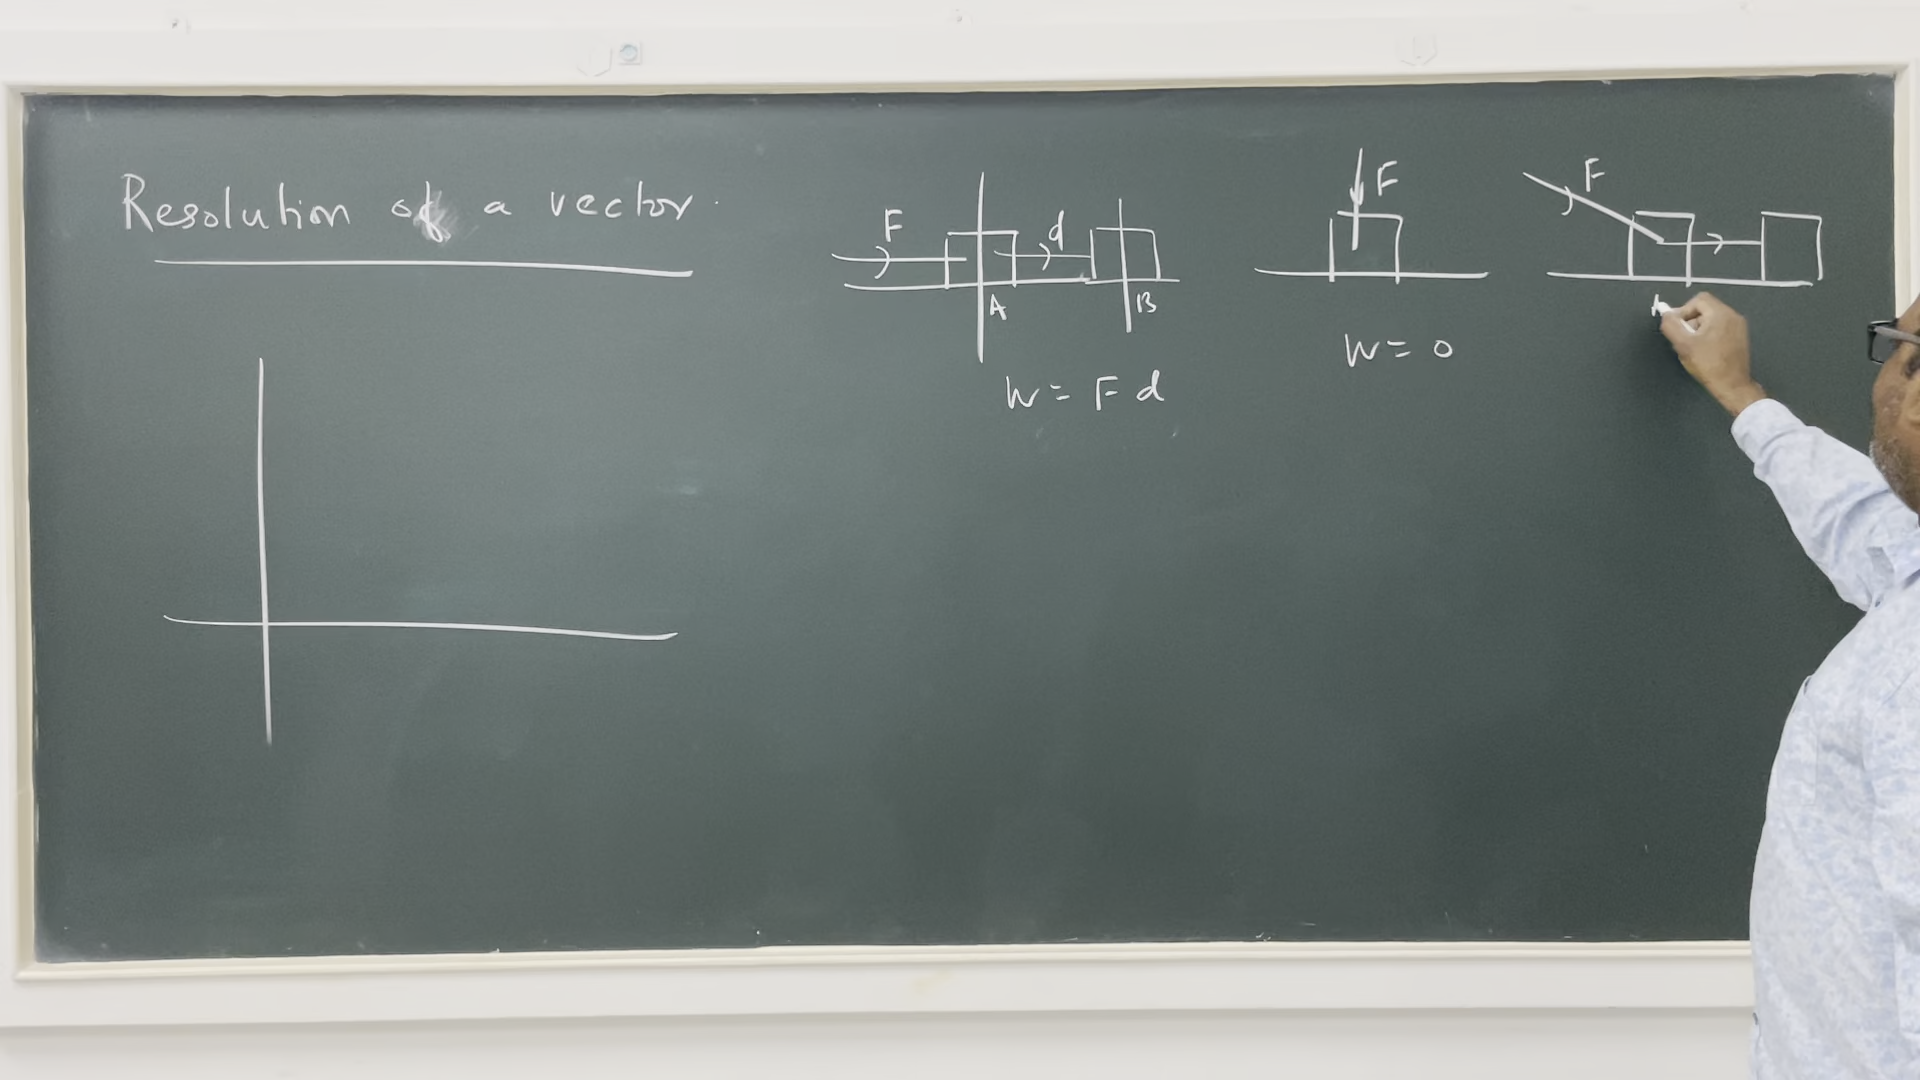 Resolution of a vector.
F
d
A
B
W = F d
F
W = 0
F
A